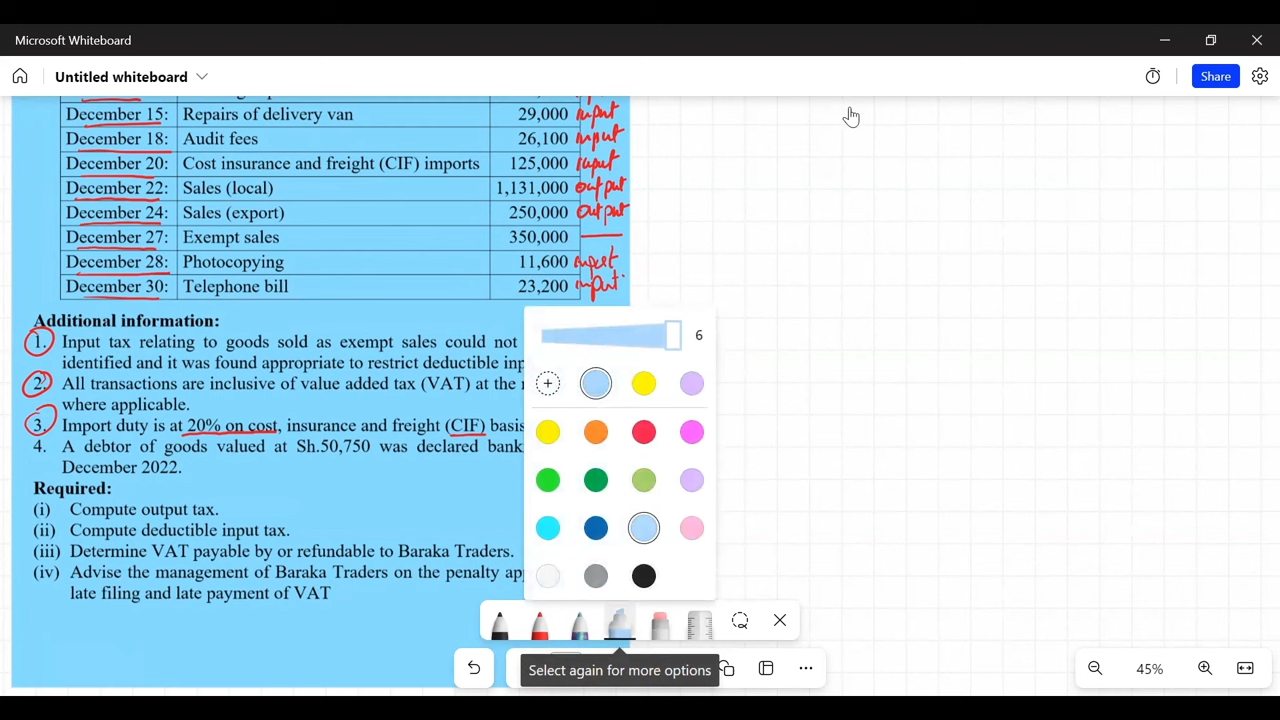 Microsoft Whiteboard
Untitled whiteboard
Share
December 15: Repairs of delivery van 29,000 input
December 18: Audit fees 26,100 input
December 20: Cost insurance and freight (CIF) imports 125,000 input
December 22: Sales (local) 1,131,000 output
December 24: Sales (export) 250,000 output
December 27: Exempt sales 350,000
December 28: Photocopying 11,600 input
December 30: Telephone bill 23,200 input
Additional information:
1. Input tax relating to goods sold as exempt sales could not
identified and it was found appropriate to restrict deductible
2. All transactions are inclusive of value added tax (VAT) at the
where applicable.
3. Import duty is at 20% on cost, insurance and freight (CIF) basis
4. A debtor of goods valued at Sh.50,750 was declared
December 2022.
Required:
(i) Compute output tax.
(ii) Compute deductible input tax.
(iii) Determine VAT payable by or refundable to Baraka Traders.
(iv) Advise the management of Baraka Traders on the penalty
late filing and late payment of VAT
6
Select again for more options
45%